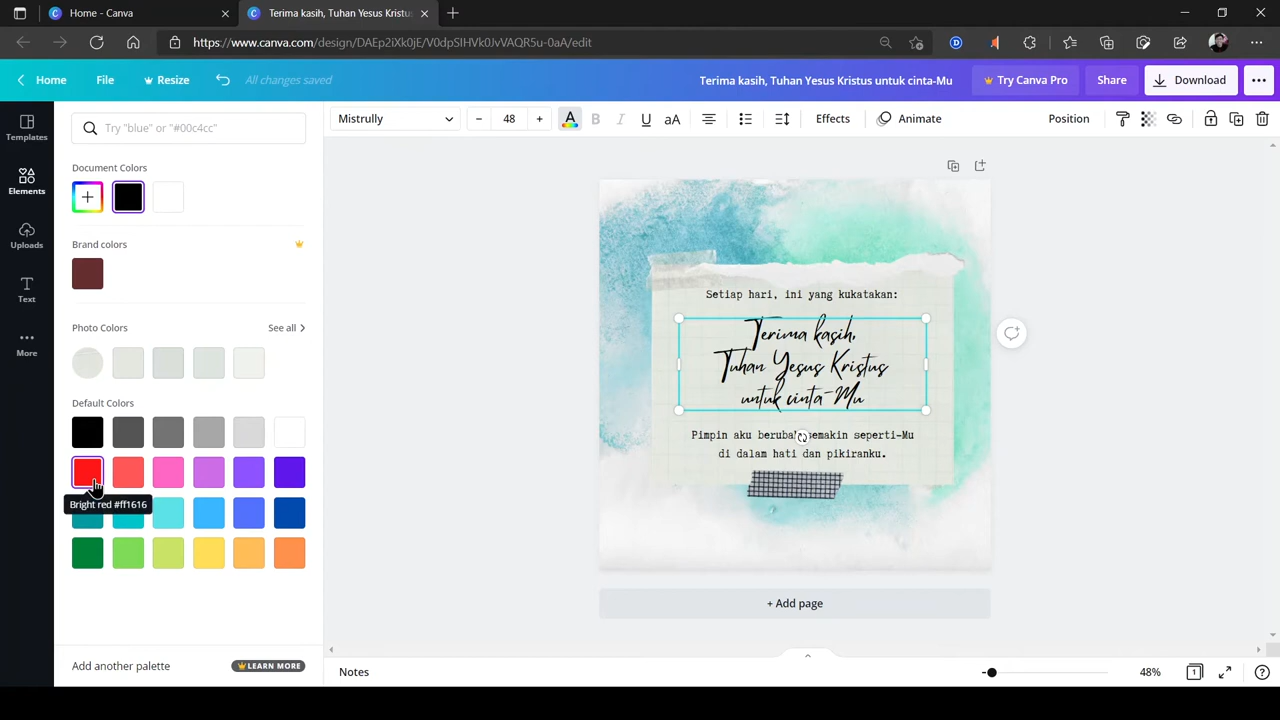 Home - Canva
Terima kasih, Tuhan Yesus Kristus
https://www.canva.com/design/DAEp2iXk0jE/V0dpSIHVk0JvVAQR5u-0aA/edit
Home
File
Resize
All changes saved
Terima kasih, Tuhan Yesus Kristus untuk cinta-Mu
Try Canva Pro
Share
Download
Templates
Elements
Uploads
Text
More
Try "blue" or "#00c4cc"
Mistrully
48
A
B
I
U
aA
Effects
Animate
Position
Document Colors
Brand colors
Photo Colors
See all
Default Colors
Bright red #ff1616
Add another palette
LEARN MORE
Setiap hari, ini yang kukatakan:
Terima kasih,
Tuhan Yesus Kristus
untuk cinta-Mu
Pimpin aku berubah semakin seperti-Mu
di dalam hati dan pikiranku.
+ Add page
Notes
48%
1